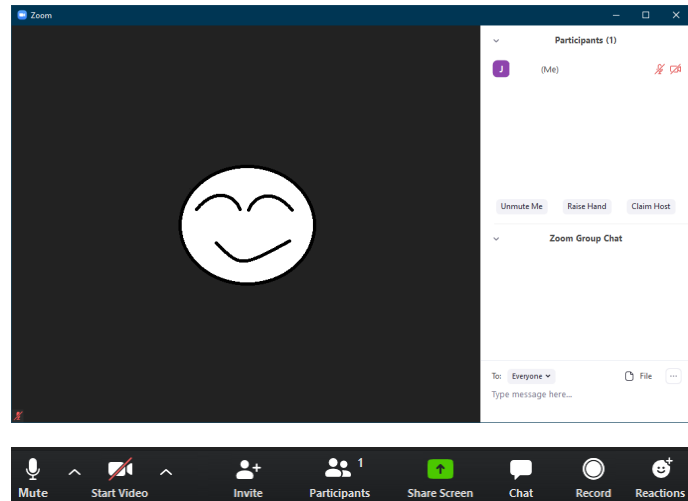 Zoom
Participants (1)
J (Me)
Unmute Me Raise Hand Claim Host
Zoom Group Chat
To: Everyone File
Type message here...
1
Mute Start Video Invite Participants Share Screen Chat Record Reactions